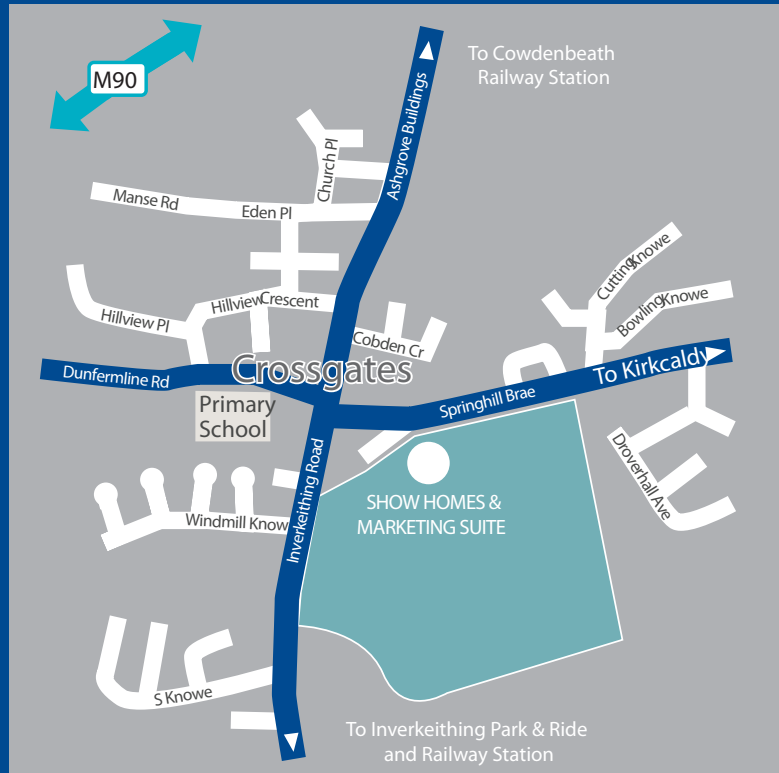 M90
To Cowdenbeath
Railway Station
Ashgrove Buildings
Church Pl
Manse Rd
Eden Pl
Cutting Knowe
Bowling Knowe
Hillview Crescent
Hillview Pl
Cobden Cr
Crossgates
To Kirkcaldy
Dunfermline Rd
Springhill Brae
Primary
School
Droverhall Ave
Inverkeithing Road
SHOW HOMES &
MARKETING SUITE
Windmill Know
S Knowe
To Inverkeithing Park & Ride
and Railway Station